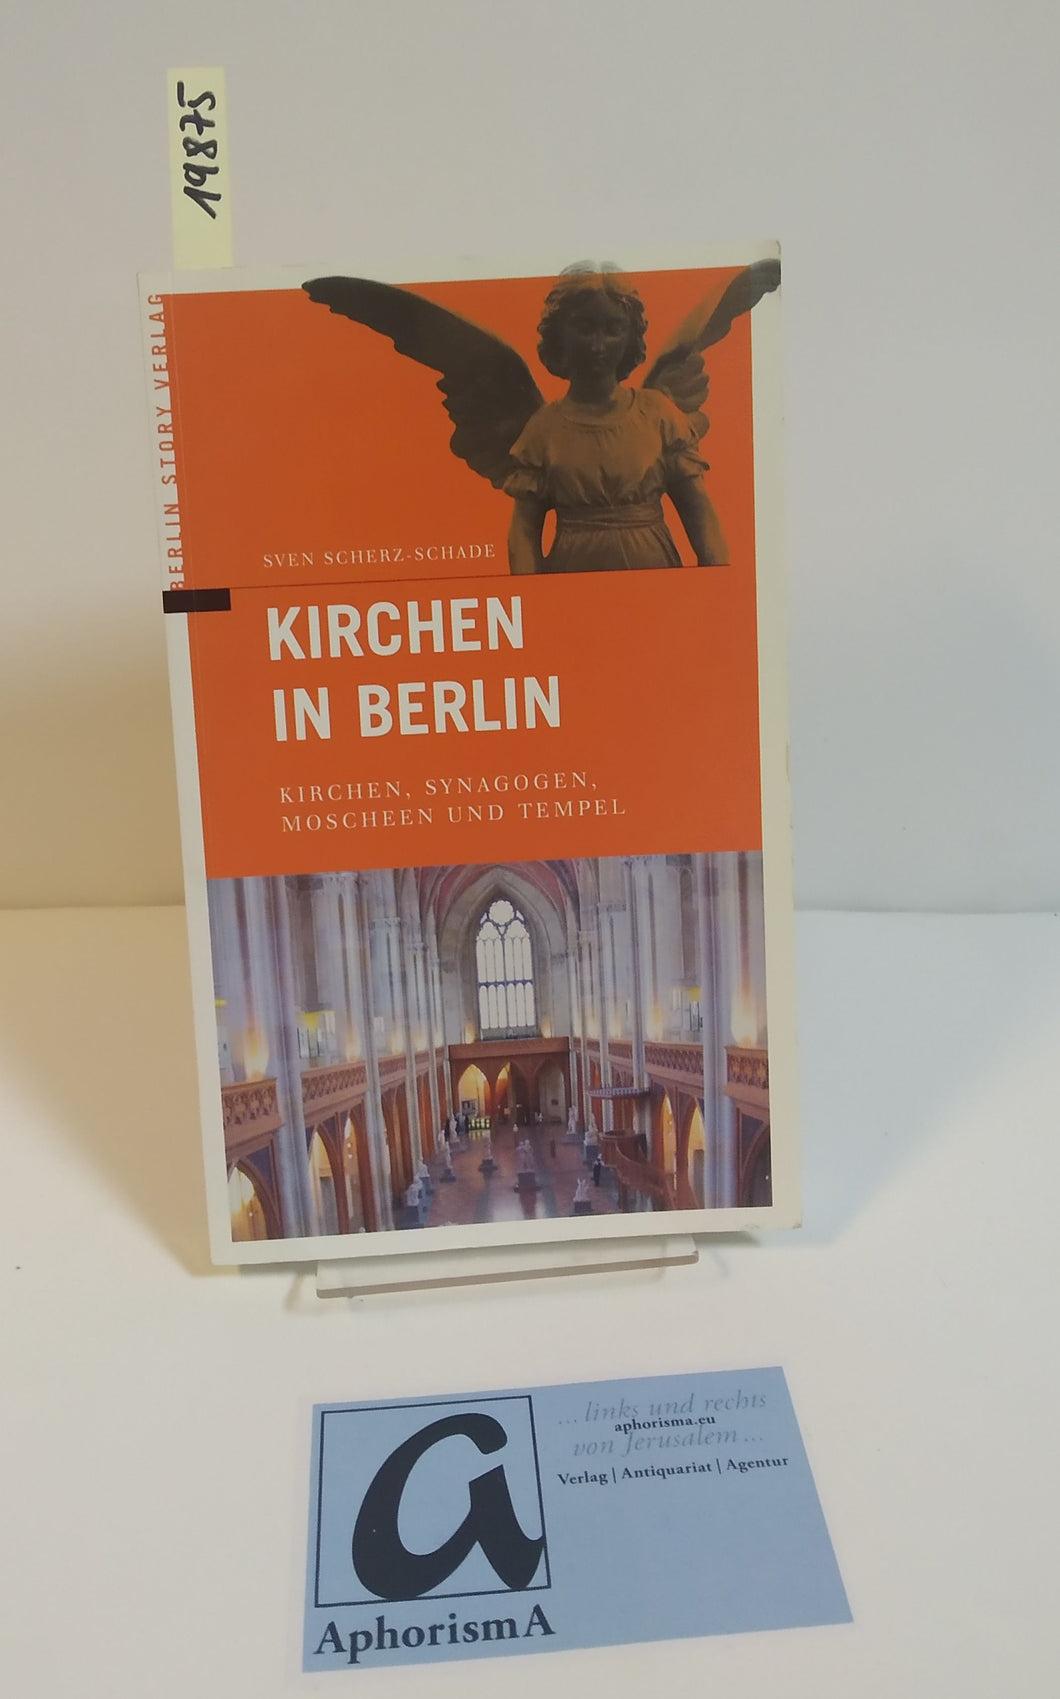 19875
BERLIN STORY VERLAG
SVEN SCHERZ-SCHADE
KIRCHEN
IN BERLIN
KIRCHEN, SYNAGOGEN,
MOSCHEEN UND TEMPEL
...links und rechts
aphorisma.eu
von Jerusalem...
Verlag | Antiquariat | Agentur
a
AphorismA